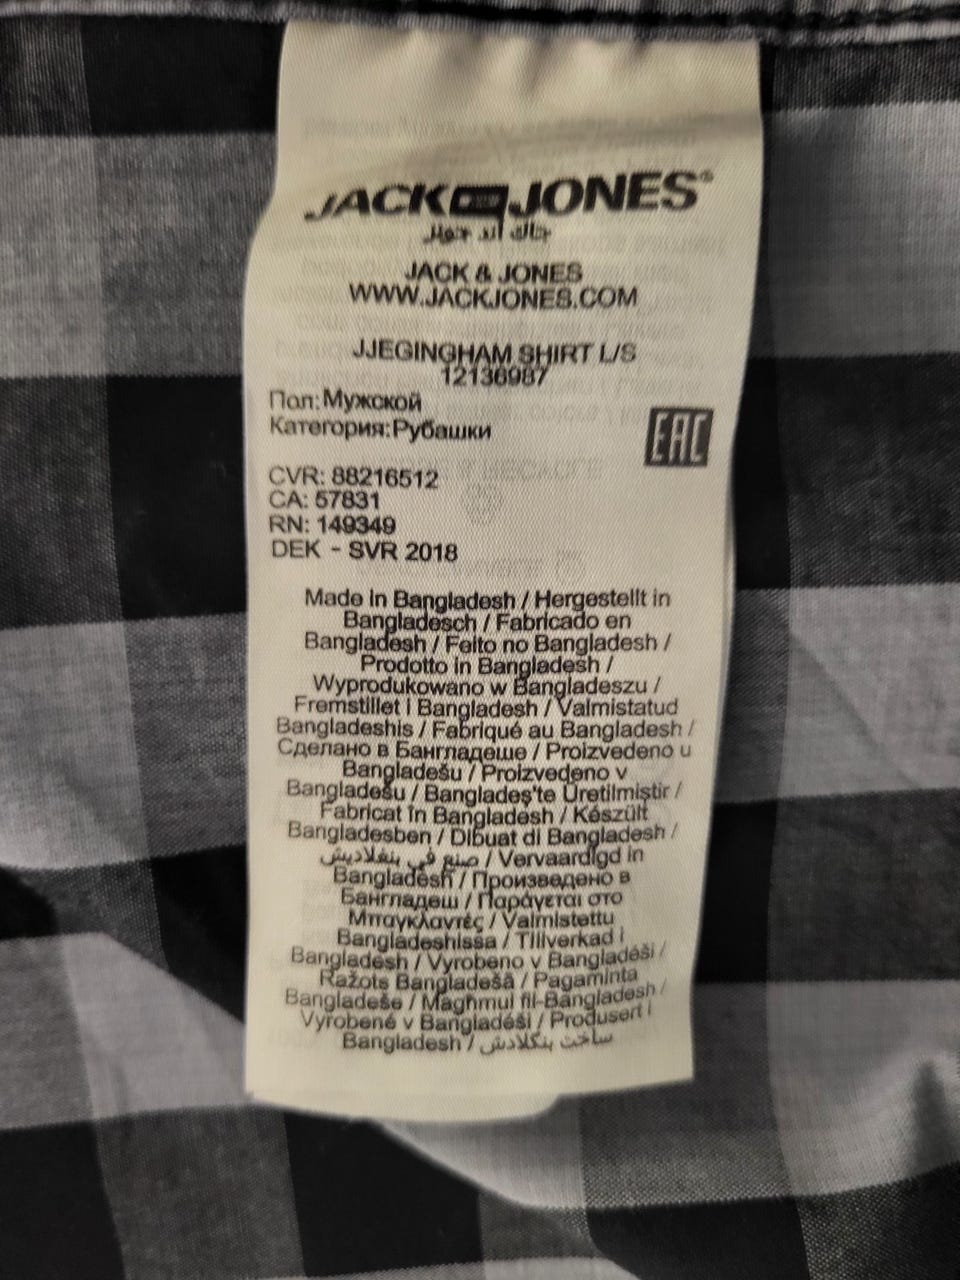 JACK JONES®
جاك اند جونز
JACK & JONES
WWW.JACKJONES.COM
JJEGINGHAM SHIRT L/S
12136987
Пол:Мужской
Категория:Рубашки
EAC
CVR: 88216512
CA: 57831
RN: 149349
DEK - SVR 2018
Made in Bangladesh / Hergestellt in
Bangladesch / Fabricado en
Bangladesh / Feito no Bangladesh /
Prodotto in Bangladesh /
Wyprodukowano w Bangladeszu /
Fremstillet i Bangladesh / Valmistatud
Bangladeshis / Fabriqué au Bangladesh /
Сделано в Бангладеше / Proizvedeno u
Bangladešu / Proizvedeno v
Bangladešu / Bangladeş'te Üretilmiştir /
Fabricat în Bangladesh / Készült
Bangladesben / Dibuat di Bangladesh /
صنع في بنغلاديش / Vervaardigd in
Bangladesh / Произведено в
Бангладеш / Παράγεται στο
Μπαγκλαντές / Valmistettu
Bangladeshissa / Tillverkad i
Bangladesh / Vyrobeno v Bangladéši /
Ražots Bangladešā / Pagaminta
Bangladeše / Magħmul fil-Bangladesh /
Vyrobené v Bangladéši / Produsert i
Bangladesh / ساخت بنگلادش